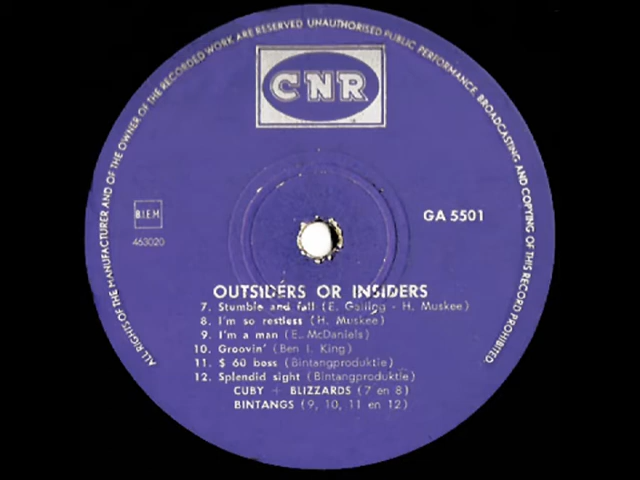 ALL RIGHTS OF THE MANUFACTURER AND OF THE OWNER OF THE RECORDED WORK ARE RESERVED UNAUTHORISED PUBLIC PERFORMANCE BROADCASTING AND COPYING OF THIS RECORD PROHIBITED
CNR
B.I.E.M.
463020
GA 5501
OUTSIDERS OR INSIDERS
7. Stumble and fall (E. Gelling - H. Muskee)
8. I'm so restless (H. Muskee)
9. I'm a man (E. McDaniels)
10. Groovin' (Ben I. King)
11. $ 60 boss (Bintangproduktie)
12. Splendid sight (Bintangproduktie)
CUBY + BLIZZARDS (7 en 8)
BINTANGS (9, 10, 11 en 12)